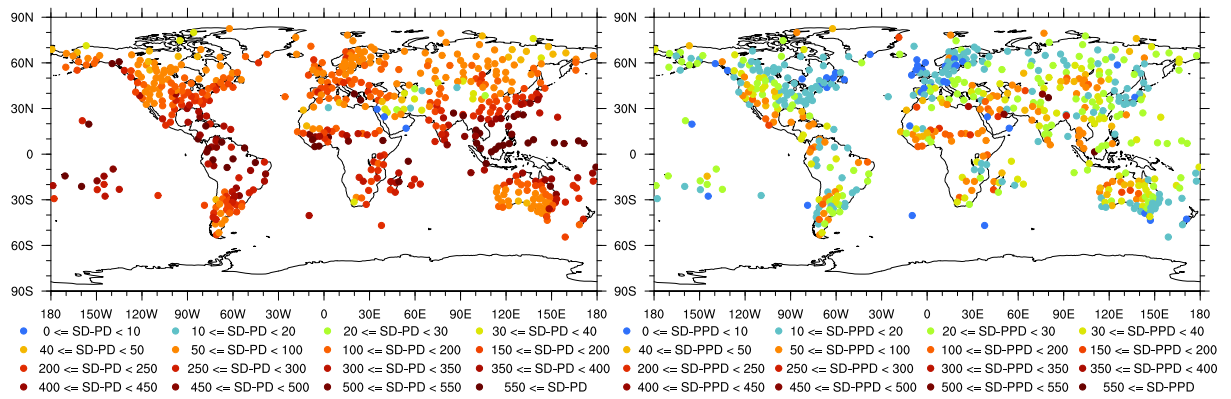 90N
60N
30N
0
30S
60S
90S
180 150W 120W 90W 60W 30W 0 30E 60E 90E 120E 150E 180
180 150W 120W 90W 60W 30W 0 30E 60E 90E 120E 150E 180
0 <= SD-PD < 10 10 <= SD-PD < 20 20 <= SD-PD < 30 30 <= SD-PD < 40
40 <= SD-PD < 50 50 <= SD-PD < 100 100 <= SD-PD < 200 150 <= SD-PD < 200
200 <= SD-PD < 250 250 <= SD-PD < 300 300 <= SD-PD < 350 350 <= SD-PD < 400
400 <= SD-PD < 450 450 <= SD-PD < 500 500 <= SD-PD < 550 550 <= SD-PD
0 <= SD-PPD < 10 10 <= SD-PPD < 20 20 <= SD-PPD < 30 30 <= SD-PPD < 40
40 <= SD-PPD < 50 50 <= SD-PPD < 100 100 <= SD-PPD < 200 150 <= SD-PPD < 200
200 <= SD-PPD < 250 250 <= SD-PPD < 300 300 <= SD-PPD < 350 350 <= SD-PPD < 400
400 <= SD-PPD < 450 450 <= SD-PPD < 500 500 <= SD-PPD < 550 550 <= SD-PPD
90N
60N
30N
0
30S
60S
90S